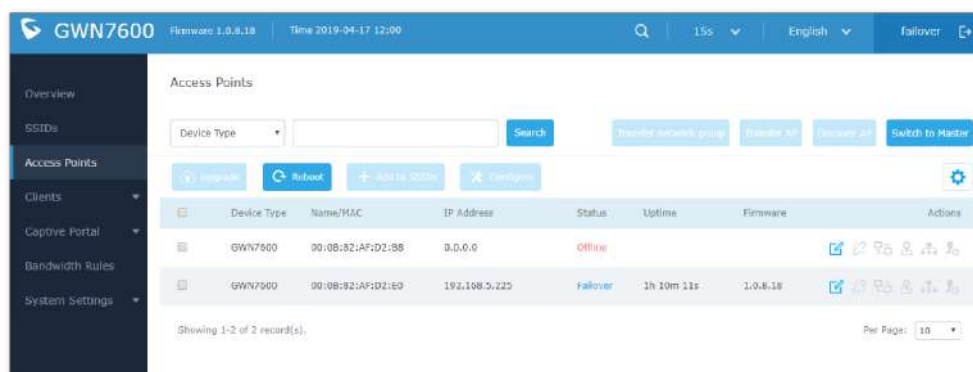 GWN7600 Firmware 1.0.8.18 Time 2019-04-17 12:00 15s English failover
Overview
SSIDs
Access Points
Clients
Captive Portal
Bandwidth Rules
System Settings
Access Points
Device Type Search Transfer network group Transfer AP Discover AP Switch to Master
Upgrade Reboot Add to SSIDs Configure
Device Type Name/MAC IP Address Status Uptime Firmware Actions
GWN7600 00:0B:82:AF:D2:B8 0.0.0.0 Offline
GWN7600 00:0B:82:AF:D2:E0 192.168.5.225 Failover 1h 10m 11s 1.0.8.18
Showing 1-2 of 2 record(s). Per Page: 10